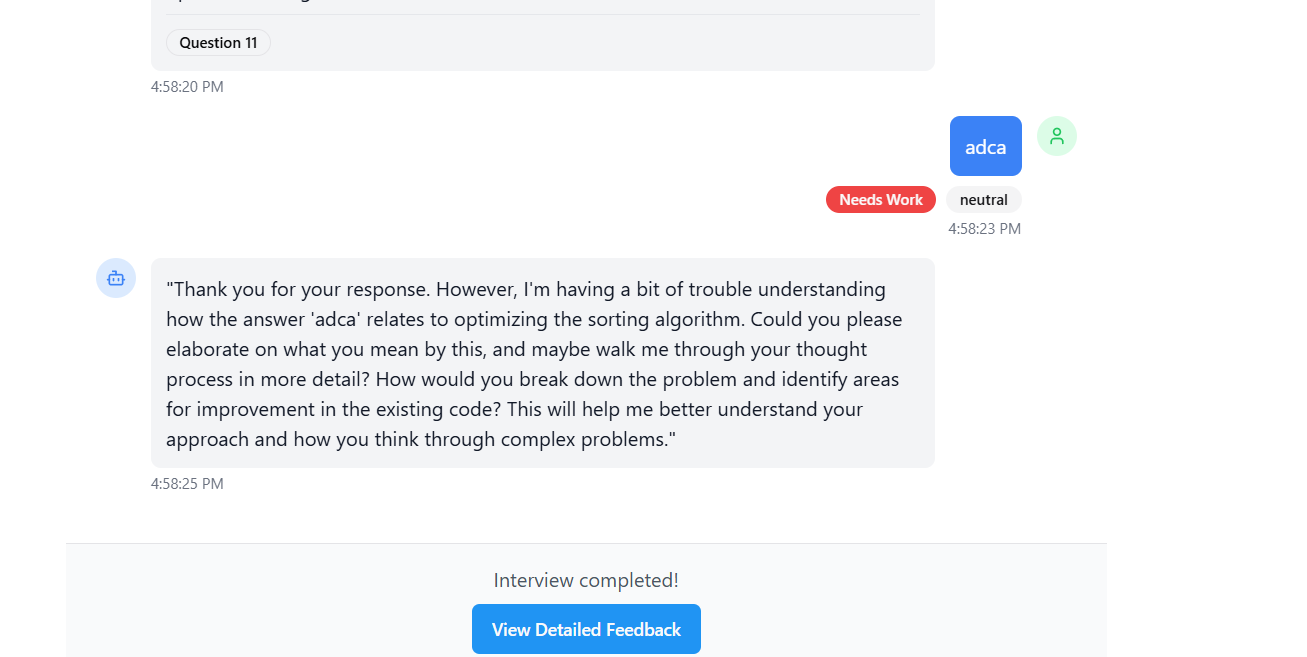 Question 11
4:58:20 PM
adca
Needs Work
neutral
4:58:23 PM
"Thank you for your response. However, I'm having a bit of trouble understanding
how the answer 'adca' relates to optimizing the sorting algorithm. Could you please
elaborate on what you mean by this, and maybe walk me through your thought
process in more detail? How would you break down the problem and identify areas
for improvement in the existing code? This will help me better understand your
approach and how you think through complex problems."
4:58:25 PM
Interview completed!
View Detailed Feedback